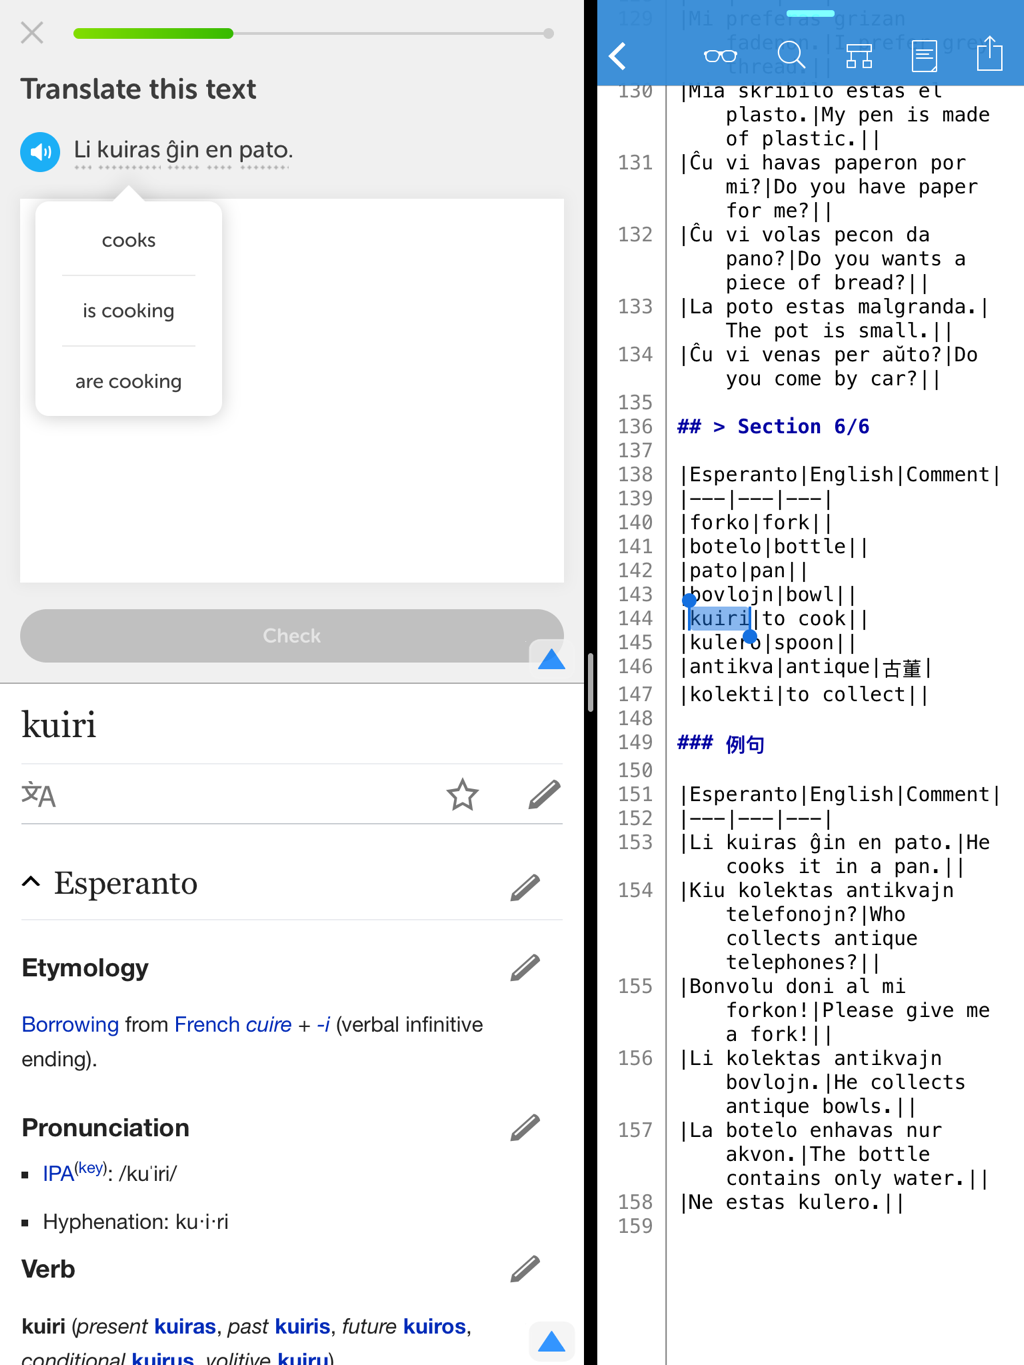 Translate this text
Li kuiras ĝin en pato.
cooks
is cooking
are cooking
Check
kuiri
文A
Esperanto
Etymology
Borrowing from French cuire + -i (verbal infinitive
ending).
Pronunciation
IPA(key): /kuˈiri/
Hyphenation: ku·i·ri
Verb
kuiri (present kuiras, past kuiris, future kuiros,
conditional kuirus, volitive kuiru)
129 |Mi preferas grizan
fadenon.|I prefer grey
thread.||
130 |Mia skribilo estas el
plasto.|My pen is made
of plastic.||
131 |Ĉu vi havas paperon por
mi?|Do you have paper
for me?||
132 |Ĉu vi volas pecon da
pano?|Do you wants a
piece of bread?||
133 |La poto estas malgranda.|
The pot is small.||
134 |Ĉu vi venas per aŭto?|Do
you come by car?||
135
136 ## > Section 6/6
137
138 |Esperanto|English|Comment|
139 |---|---|---|
140 |forko|fork||
141 |botelo|bottle||
142 |pato|pan||
143 |bovlojn|bowl||
144 |kuiri|to cook||
145 |kulero|spoon||
146 |antikva|antique|古董|
147 |kolekti|to collect||
148
149 ### 例句
150
151 |Esperanto|English|Comment|
152 |---|---|---|
153 |Li kuiras ĝin en pato.|He
cooks it in a pan.||
154 |Kiu kolektas antikvajn
telefonojn?|Who
collects antique
telephones?||
155 |Bonvolu doni al mi
forkon!|Please give me
a fork!||
156 |Li kolektas antikvajn
bovlojn.|He collects
antique bowls.||
157 |La botelo enhavas nur
akvon.|The bottle
contains only water.||
158 |Ne estas kulero.||
159